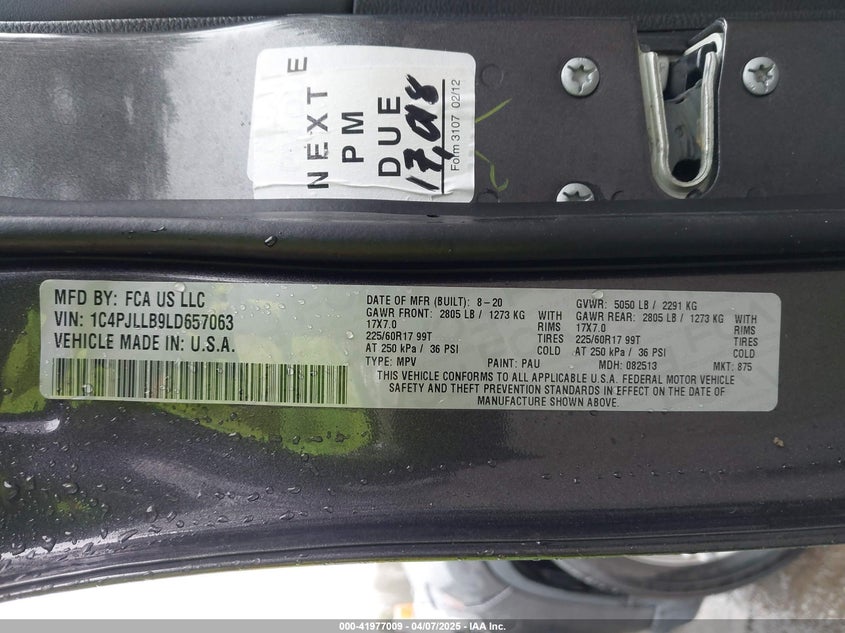 E
NEXT
PM
DUE
17,018
Form 3107 02/12
MFD BY: FCA US LLC
VIN: 1C4PJLLB9LD657063
VEHICLE MADE IN: U.S.A.
DATE OF MFR (BUILT): 8-20 GVWR: 5050 LB / 2291 KG
GAWR FRONT: 2805 LB / 1273 KG WITH GAWR REAR: 2805 LB / 1273 KG WITH
17X7.0 RIMS 17X7.0 RIMS
225/60R17 99T TIRES 225/60R17 99T TIRES
AT 250 kPa / 36 PSI COLD AT 250 kPa / 36 PSI COLD
TYPE: MPV PAINT: PAU MDH: 082513 MKT: 875
THIS VEHICLE CONFORMS TO ALL APPLICABLE U.S.A. FEDERAL MOTOR VEHICLE
SAFETY AND THEFT PREVENTION STANDARDS IN EFFECT ON THE DATE OF
MANUFACTURE SHOWN ABOVE.
000-41977009 - 04/07/2025 - IAA Inc.